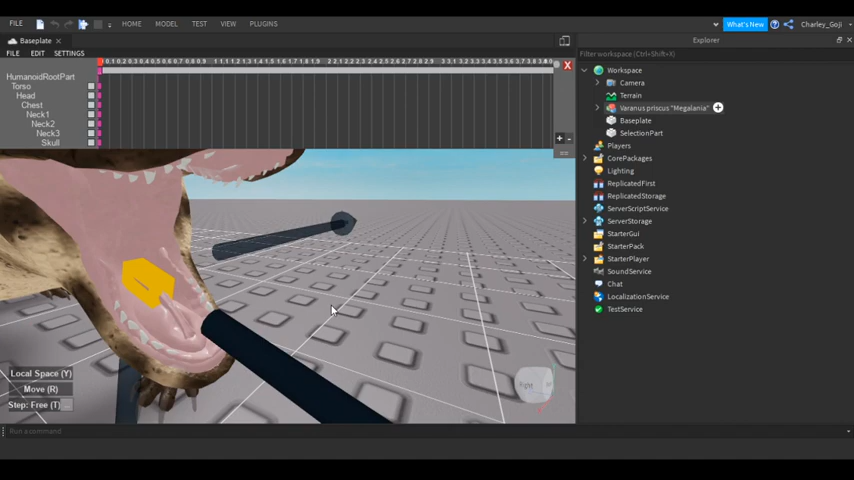 FILE HOME MODEL TEST VIEW PLUGINS What's New Charley_Goji
Baseplate
FILE EDIT SETTINGS
HumanoidRootPart
Torso
Head
Chest
Neck1
Neck2
Neck3
Skull
Local Space (Y)
Move (R)
Step: Free (T) ...
Right
Run a command
Explorer
Filter workspace (Ctrl+Shift+X)
Workspace
Camera
Terrain
Varanus priscus "Megalania"
Baseplate
SelectionPart
Players
CorePackages
Lighting
ReplicatedFirst
ReplicatedStorage
ServerScriptService
ServerStorage
StarterGui
StarterPack
StarterPlayer
SoundService
Chat
LocalizationService
TestService